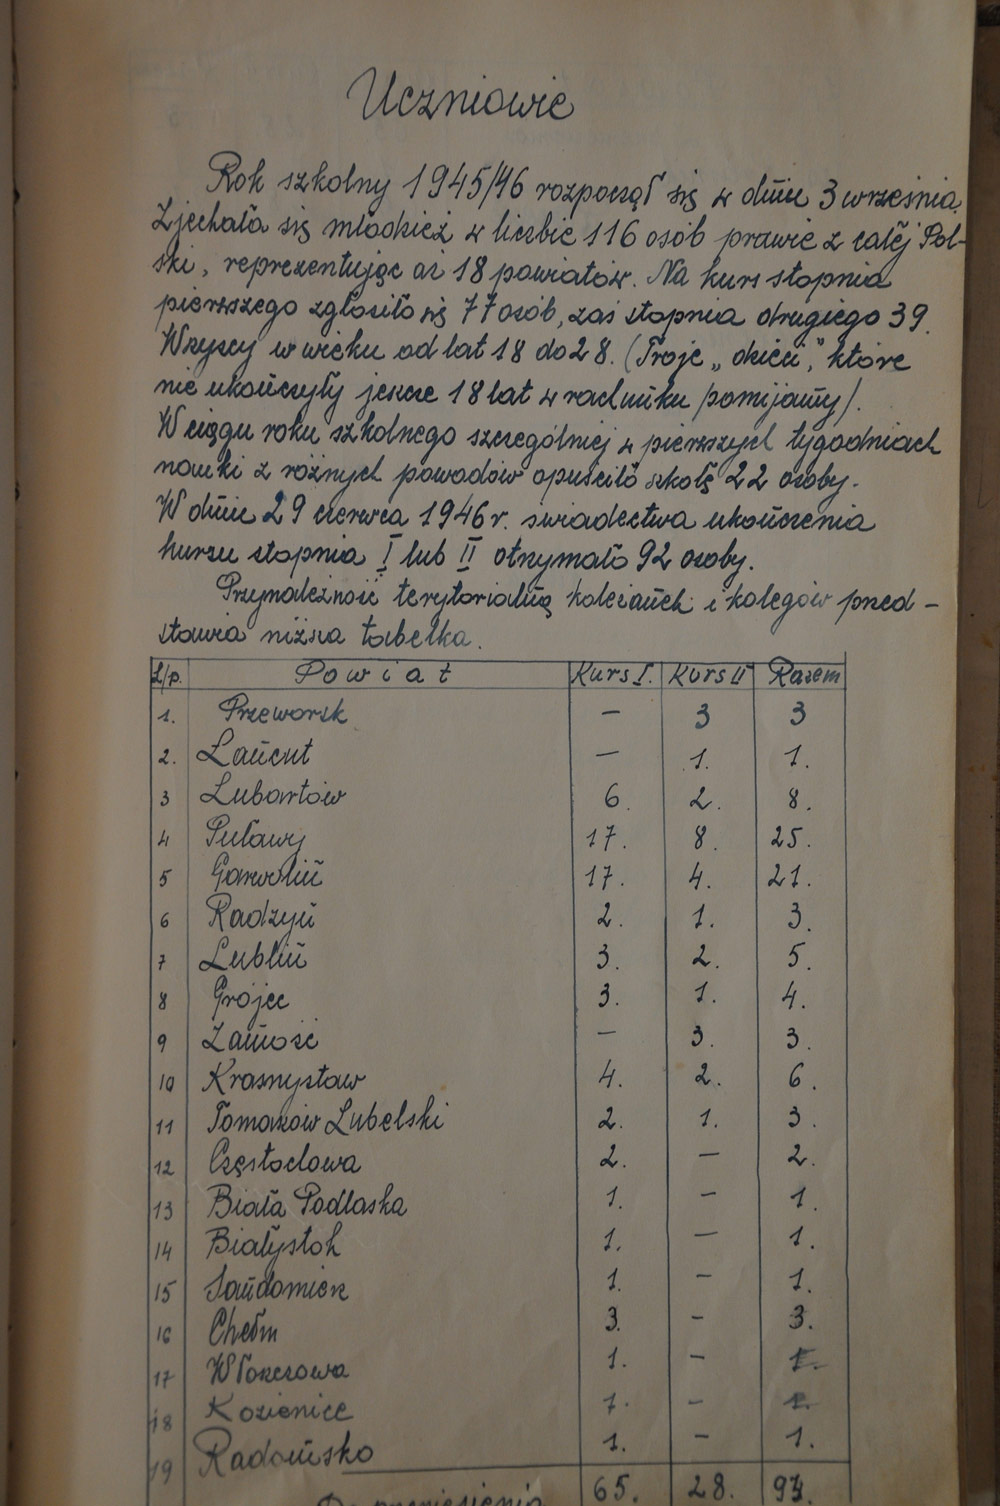 Uczniowie
Rok szkolny 1945/46 rozpoczął się w dniu 3 września.
Zjechała się młodzież w liczbie 116 osób prawie z całej Pol-
ski, reprezentując aż 18 powiatów. Na kurs stopnia
pierwszego zgłosiło się 77 osób, zaś stopnia drugiego 39.
Wszyscy w wieku od lat 18 do 28. (Troje „dzieci," które
nie ukończyły jeszcze 18 lat w rachunku pomijamy/.
W ciągu roku szkolnego szczególniej w pierwszych tygodniach
nauki z różnych powodów opuściło szkołę 22 osoby.
W dniu 29 czerwca 1946 r. świadectwa ukończenia
kursu stopnia I lub II otrzymało 92 osoby.
Przynależność terytorialną koleżanek i kolegów przed-
stawia niższa tabelka.
L/p. Powiat Kurs I. Kurs II Razem
1. Przeworsk — 3 3
2. Łańcut — 1. 1.
3 Lubartów 6. 2. 8.
4 Puławy 17. 8. 25.
5 Garwolin 17. 4. 21.
6 Radzyń 2. 1. 3.
7 Lublin 3. 2. 5.
8 Grójec 3. 1. 4.
9 Zamość — 3. 3.
10 Krasnystaw 4. 2. 6.
11 Tomaszów Lubelski 2. 1. 3.
12 Częstochowa 2. — 2.
13 Biała Podlaska 1. — 1.
14 Białystok 1. — 1.
15 Sandomierz 1. — 1.
16 Chełm 3. — 3.
17 Włoszczowa 1. — 1.
18 Kozienice 1. — 1.
19 Radomsko 1. — 1.
Do przeniesienia 65. 28. 93.